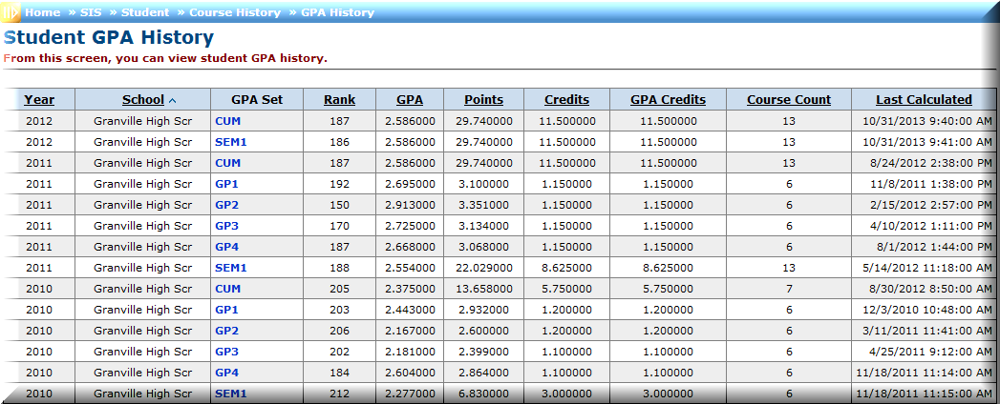 Home » SIS » Student » Course History » GPA History
Student GPA History
From this screen, you can view student GPA history.
Year School GPA Set Rank GPA Points Credits GPA Credits Course Count Last Calculated
2012 Granville High Scr CUM 187 2.586000 29.740000 11.500000 11.500000 13 10/31/2013 9:40:00 AM
2012 Granville High Scr SEM1 186 2.586000 29.740000 11.500000 11.500000 13 10/31/2013 9:41:00 AM
2011 Granville High Scr CUM 187 2.586000 29.740000 11.500000 11.500000 13 8/24/2012 2:38:00 PM
2011 Granville High Scr GP1 192 2.695000 3.100000 1.150000 1.150000 6 11/8/2011 1:38:00 PM
2011 Granville High Scr GP2 150 2.913000 3.351000 1.150000 1.150000 6 2/15/2012 2:57:00 PM
2011 Granville High Scr GP3 170 2.725000 3.134000 1.150000 1.150000 6 4/10/2012 1:11:00 PM
2011 Granville High Scr GP4 187 2.668000 3.068000 1.150000 1.150000 6 8/1/2012 1:44:00 PM
2011 Granville High Scr SEM1 188 2.554000 22.029000 8.625000 8.625000 13 5/14/2012 11:18:00 AM
2010 Granville High Scr CUM 205 2.375000 13.658000 5.750000 5.750000 7 8/30/2012 8:50:00 AM
2010 Granville High Scr GP1 203 2.443000 2.932000 1.200000 1.200000 6 12/3/2010 10:48:00 AM
2010 Granville High Scr GP2 206 2.167000 2.600000 1.200000 1.200000 6 3/11/2011 11:41:00 AM
2010 Granville High Scr GP3 202 2.181000 2.399000 1.100000 1.100000 6 4/25/2011 9:12:00 AM
2010 Granville High Scr GP4 184 2.604000 2.864000 1.100000 1.100000 6 11/18/2011 11:14:00 AM
2010 Granville High Scr SEM1 212 2.277000 6.830000 3.000000 3.000000 6 11/18/2011 11:15:00 AM